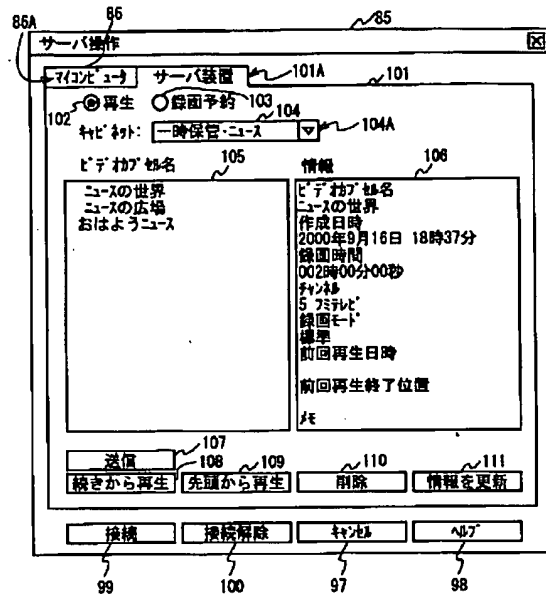 86
86A
85
サーバ操作
マイコンピュータ
サーバ装置
101A
101
102
再生
録画予約
103
104
キャビネット:
一時保管・ニュース
104A
ビデオカプセル名
105
情報
106
ニュースの世界
ニュースの広場
おはようニュース
ビデオカプセル名
ニュースの世界
作成日時
2000年9月16日 18時37分
録画時間
002時間00分00秒
チャンネル
5 フミテレビ
録画モード
標準
前回再生日時
前回再生終了位置
メモ
107
送信
108
109
110
111
続きから再生
先頭から再生
削除
情報を更新
接続
接続解除
キャンセル
ヘルプ
99
100
97
98